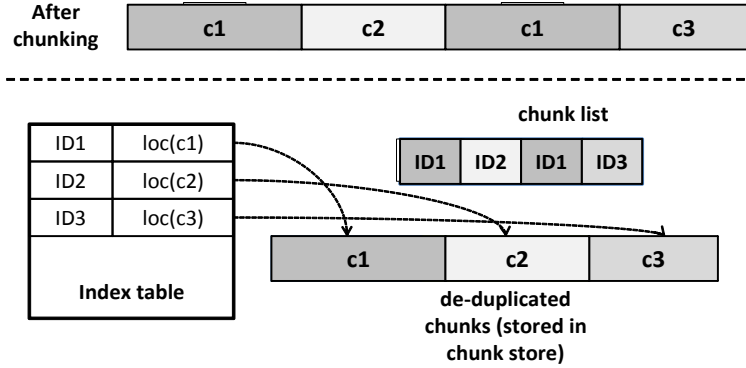 After
chunking
c1 c2 c1 c3
chunk list
ID1 ID2 ID1 ID3
ID1 loc(c1)
ID2 loc(c2)
ID3 loc(c3)
Index table
c1 c2 c3
de-duplicated
chunks (stored in
chunk store)